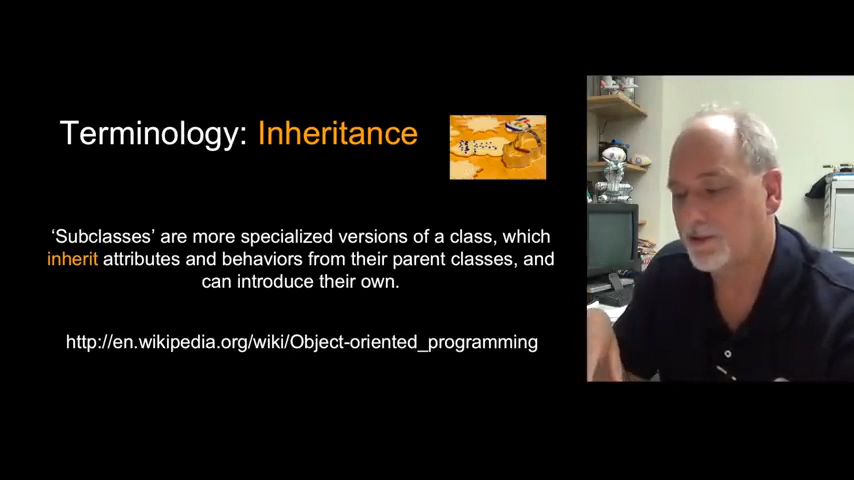 Terminology: Inheritance
‘Subclasses’ are more specialized versions of a class, which
inherit attributes and behaviors from their parent classes, and
can introduce their own.
http://en.wikipedia.org/wiki/Object-oriented_programming